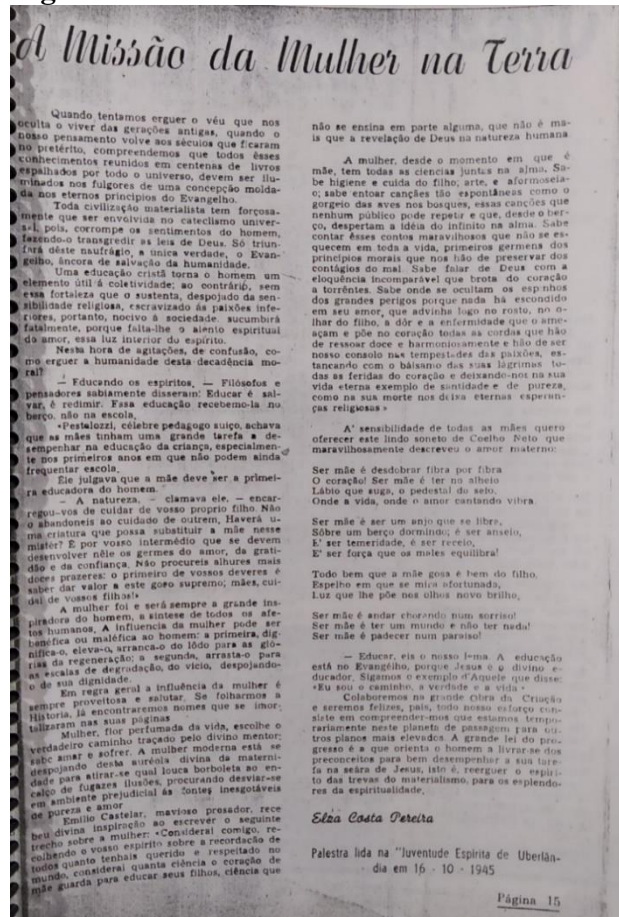 A Missão da Mulher na Terra
Quando tentamos erguer o véu que nos
oculta o viver das gerações antigas, quando o
nosso pensamento volve aos séculos que ficaram
no pretérito, compreendemos que todos êsses
conhecimentos reunidos em centenas de livros
espalhados por todo o universo, devem ser ilu-
minados nos fulgores de uma concepção molda-
da nos eternos principios do Evangelho.
Toda civilização materialista tem forçosa-
mente que ser envolvida no cateclismo univer-
sal, pois, corrompe os sentimentos do homem,
fazendo-o transgredir as leis de Deus. Só triun-
fará dêste naufrágio, a única verdade, o Evan-
gelho, âncora de salvação da humanidade.
Uma educação cristã torna o homem um
elemento útil á coletividade; ao contrário, sem
essa fortaleza que o sustenta, despojado da sen-
sibilidade religiosa, escravizado ás paixões infe-
riores, portanto, nocivo à sociedade, sucumbirá
fatalmente, porque falta-lhe o alento espiritual
do amor, essa luz interior do espírito.
Nesta hora de agitações, de confusão, co-
mo erguer a humanidade desta decadência mo-
ral?
— Educando os espíritos. — Filósofos e
pensadores sabiamente disseram: Educar é sal-
var, é redimir. Essa educação recebemo-la no
berço, não na escola.
«Pestalozzi, célebre pedagogo suiço, achava
que as mães tinham uma grande tarefa a de-
sempenhar na educação da criança, especialmen-
te nos primeiros anos em que não podem ainda
frequentar escola.
Ele julgava que a mãe deve ser a primei-
ra educadora do homem.
— A natureza, — clamava ele, — encar-
regou-vos de cuidar de vosso proprio filho. Não
o abandoneis ao cuidado de outrem. Haverá u-
ma criatura que possa substituir a mãe nesse
mistér? E por vosso intermédio que se devem
desenvolver nêle os germes do amor, da grati-
dão e da confiança. Não procureis alhures mais
doces prazeres: o primeiro de vossos deveres é
saber dar valor a este gozo supremo; mães, cui-
dai de vossos filhos!»
A mulher foi e será sempre a grande ins-
piradora do homem, a sintese de todos os afe-
tos humanos. A influencia da mulher pode ser
benéfica ou maléfica ao homem: a primeira, dig-
nifica-o, eleva-o, arranca-o do lôdo para as gló-
rias da regeneração; a segunda, arrasta-o para
as escalas de degradação, do vicio, despojando-
o de sua dignidade.
Em regra geral a influência da mulher é
sempre proveitosa e salutar. Se folharmos a
Historia, já encontraremos nomes que se imor-
talizaram nas suas páginas
Mulher, flor perfumada da vida, escolhe o
verdadeiro caminho traçado pelo divino mentor;
sabe amar e sofrer. A mulher moderna está se
despojando desta auréola divina da materni-
dade para atirar-se qual louca borboleta ao en-
calço de fugazes ilusões, procurando desviar-se
em ambiente prejudicial às fontes inesgotáveis
de pureza e amor
Emilio Castelar, mavioso prosador, rece
beu divina inspiração ao escrever o seguinte
trecho sobre a mulher: «Considerai comigo, re-
colhendo o vosso espirito sobre a recordação de
todos quanto tenhais querido e respeitado no
mundo, considerai quanta ciência o coração de
mãe guarda para educar seus filhos, ciência que
não se ensina em parte alguma, que não é ma-
is que a revelação de Deus na natureza humana
A mulher, desde o momento em que é
mãe, tem todas as ciencias juntas na alma. Sa-
be higiene e cuida do filho; arte, e aformoseia-
o; sabe entoar canções tão espontâneas como o
gorgeio das aves nos bosques, essas canções que
nenhum público pode repetir e que, desde o ber-
ço, despertam a idéia do infinito na alma. Sabe
contar êsses contos maravilhosos que não se es-
quecem em toda a vida, primeiros germens dos
princípios morais que nos hão de preservar dos
contágios do mal. Sabe falar de Deus com a
eloquência incomparável que brota do coração
a torrêntes. Sabe onde se ocultam os espinhos
dos grandes perigos porque nada há escondido
em seu amor, que advinha logo no rosto, no o-
lhar do filho, a dôr e a enfermidade que o ame-
açam e põe no coração todas as cordas que hão
de ressoar doce e harmoniosamente e hão de ser
nosso consolo nas tempestades das paixões, es-
tancando com o bálsamo das suas lágrimas to-
das as feridas do coração e deixando-nos na sua
vida eterna exemplo de santidade e de pureza,
como na sua morte nos deixa eternas esperan-
ças religiosas»
A' sensibilidade de todas as mães quero
oferecer este lindo soneto de Coelho Neto que
maravilhosamente descreveu o amor materno:
Ser mãe é desdobrar fibra por fibra
O coração! Ser mãe é ter no alheio
Lábio que suga, o pedestal do seio,
Onde a vida, onde o amor cantando vibra.
Ser mãe é ser um anjo que se libra,
Sôbre um berço dormindo; é ser anseio,
E' ser temeridade, é ser receio,
E' ser força que os males equilibra!
Todo bem que a mãe gosa é bem do filho,
Espelho em que se mira afortunada,
Luz que lhe põe nos olhos novo brilho,
Ser mãe é andar chorando num sorriso!
Ser mãe é ter um mundo e não ter nada!
Ser mãe é padecer num paraiso!
— Educar, eis o nosso lema. A educação
está no Evangêlho, porque Jesus é o divino e-
ducador. Sigamos o exemplo d'Aquele que disse:
«Eu sou o caminho, a verdade e a vida»
Colaboremos na grande Obra da Criação
e seremos felizes, pois, todo nosso esforço con-
siste em compreender-mos que estamos tempo-
rariamente neste planeta de passagem para ou-
tros planos mais elevados. A grande lei do pro-
gresso é a que orienta o homem a livrar-se dos
preconceitos para bem desempenhar a sua tare-
fa na seára de Jesus, isto é, reerguer o espíri-
to das trevas do materialismo, para os esplendo-
res da espiritualidade.
Elza Costa Pereira
Palestra lida na "Juventude Espirita de Uberlân-
dia em 16 - 10 - 1945
Página 15